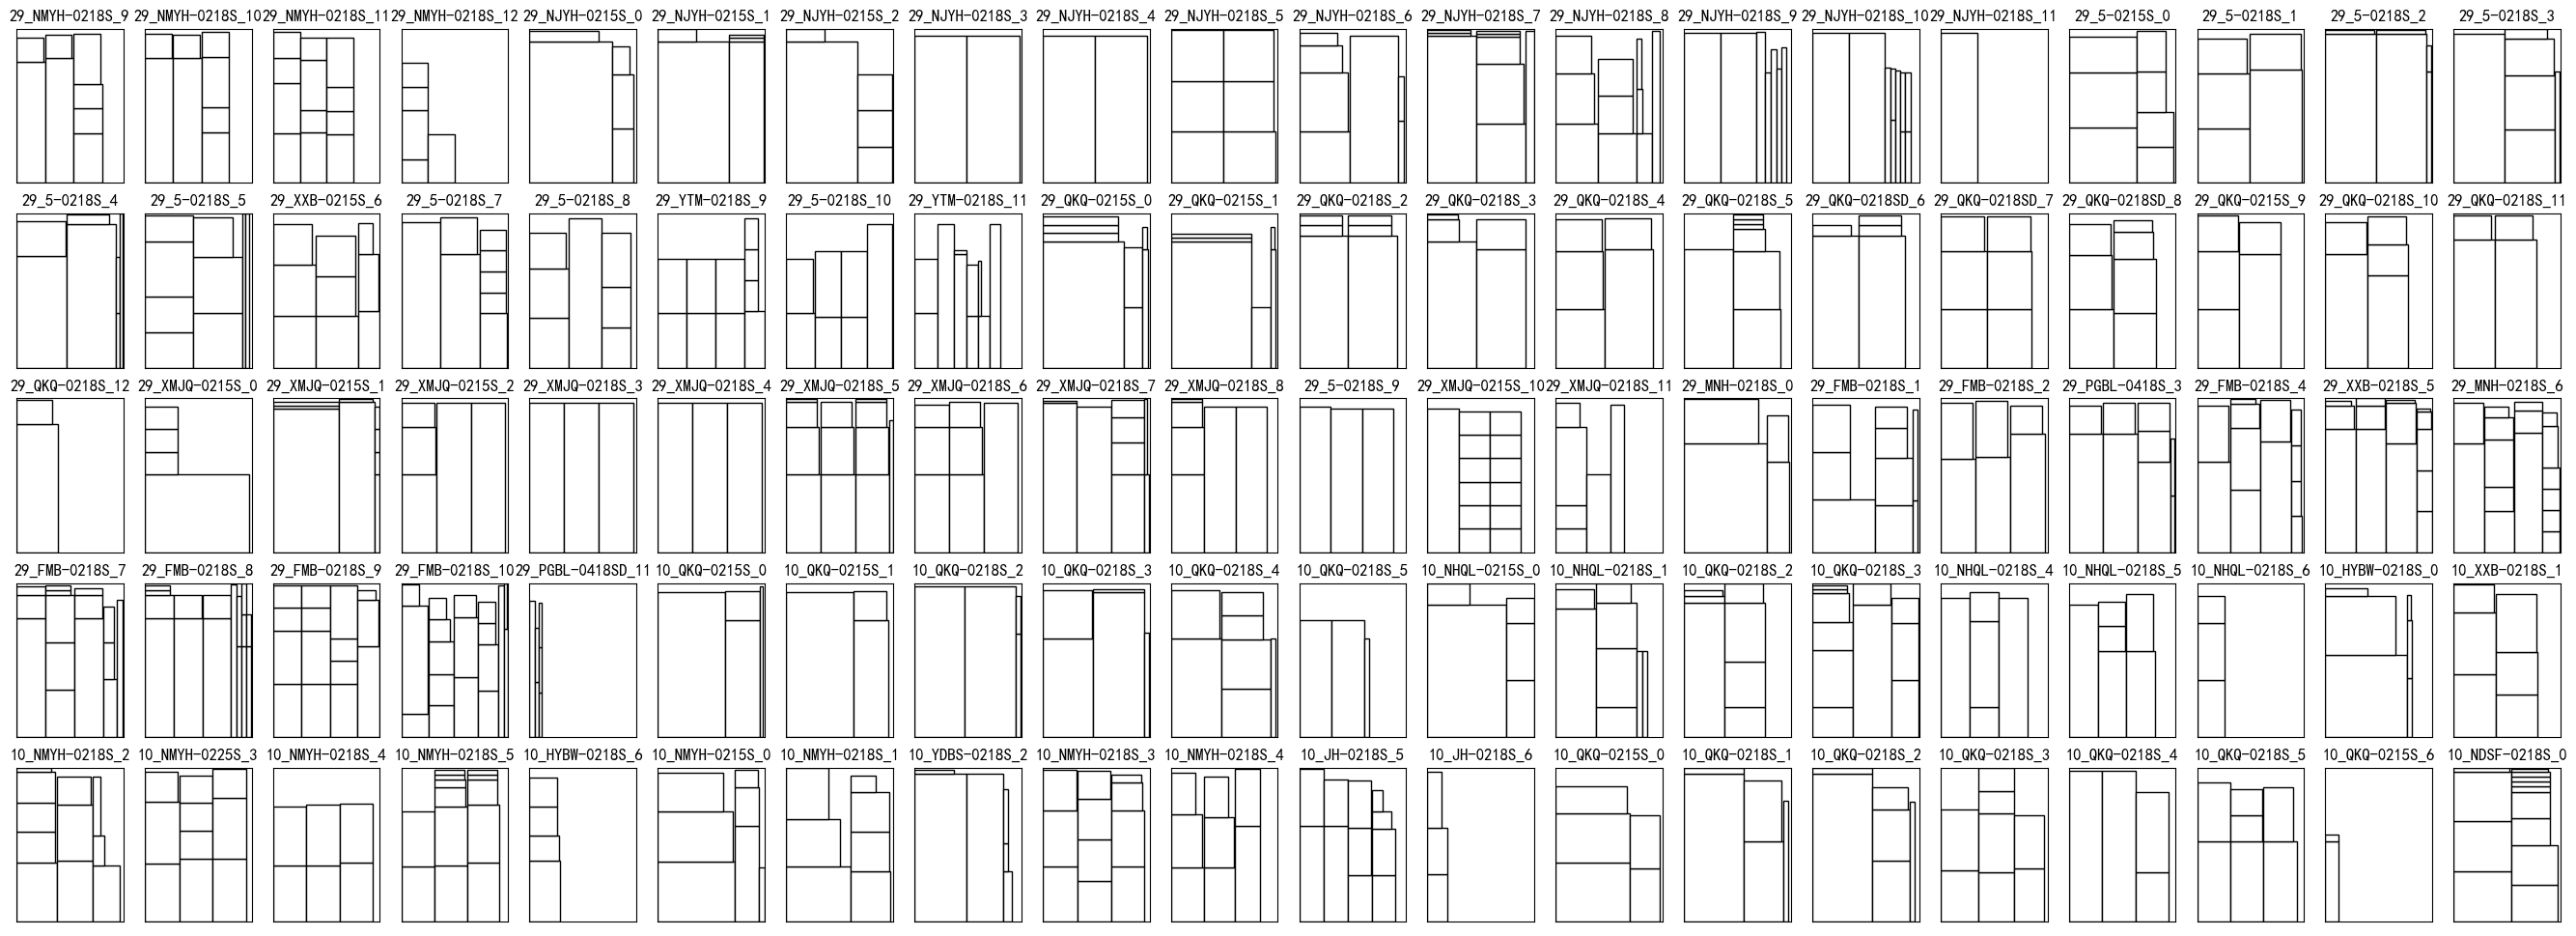 29_NMYH-0218S_9 29_NMYH-0218S_10 29_NMYH-0218S_11 29_NMYH-0218S_12 29_NJYH-0215S_0 29_NJYH-0215S_1 29_NJYH-0215S_2 29_NJYH-0218S_3 29_NJYH-0218S_4 29_NJYH-0218S_5 29_NJYH-0218S_6 29_NJYH-0218S_7 29_NJYH-0218S_8 29_NJYH-0218S_9 29_NJYH-0218S_10 29_NJYH-0218S_11 29_5-0215S_0 29_5-0218S_1 29_5-0218S_2 29_5-0218S_3
29_5-0218S_4 29_5-0218S_5 29_XXB-0215S_6 29_5-0218S_7 29_5-0218S_8 29_YTM-0218S_9 29_5-0218S_10 29_YTM-0218S_11 29_QKQ-0215S_0 29_QKQ-0215S_1 29_QKQ-0218S_2 29_QKQ-0218S_3 29_QKQ-0218S_4 29_QKQ-0218S_5 29_QKQ-0218SD_6 29_QKQ-0218SD_7 29_QKQ-0218SD_8 29_QKQ-0215S_9 29_QKQ-0218S_10 29_QKQ-0218S_11
29_QKQ-0218S_12 29_XMJQ-0215S_0 29_XMJQ-0215S_1 29_XMJQ-0215S_2 29_XMJQ-0218S_3 29_XMJQ-0218S_4 29_XMJQ-0218S_5 29_XMJQ-0218S_6 29_XMJQ-0218S_7 29_XMJQ-0218S_8 29_5-0218S_9 29_XMJQ-0215S_10 29_XMJQ-0218S_11 29_MNH-0218S_0 29_FMB-0218S_1 29_FMB-0218S_2 29_PGBL-0418S_3 29_FMB-0218S_4 29_XXB-0218S_5 29_MNH-0218S_6
29_FMB-0218S_7 29_FMB-0218S_8 29_FMB-0218S_9 29_FMB-0218S_10 29_PGBL-0418SD_11 10_QKQ-0215S_0 10_QKQ-0215S_1 10_QKQ-0218S_2 10_QKQ-0218S_3 10_QKQ-0218S_4 10_QKQ-0218S_5 10_NHQL-0215S_0 10_NHQL-0218S_1 10_QKQ-0218S_2 10_QKQ-0218S_3 10_NHQL-0218S_4 10_NHQL-0218S_5 10_NHQL-0218S_6 10_HYBW-0218S_0 10_XXB-0218S_1
10_NMYH-0218S_2 10_NMYH-0225S_3 10_NMYH-0218S_4 10_NMYH-0218S_5 10_HYBW-0218S_6 10_NMYH-0215S_0 10_NMYH-0218S_1 10_YDBS-0218S_2 10_NMYH-0218S_3 10_NMYH-0218S_4 10_JH-0218S_5 10_JH-0218S_6 10_QKQ-0215S_0 10_QKQ-0218S_1 10_QKQ-0218S_2 10_QKQ-0218S_3 10_QKQ-0218S_4 10_QKQ-0218S_5 10_QKQ-0215S_6 10_NDSF-0218S_0